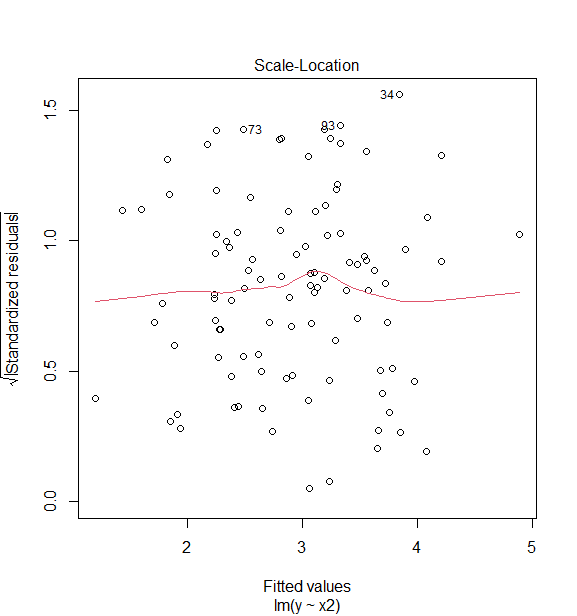 Scale-Location
√|Standardized residuals|
1.5
1.0
0.5
0.0
34
93
73
2 3 4 5
Fitted values
lm(y ~ x2)